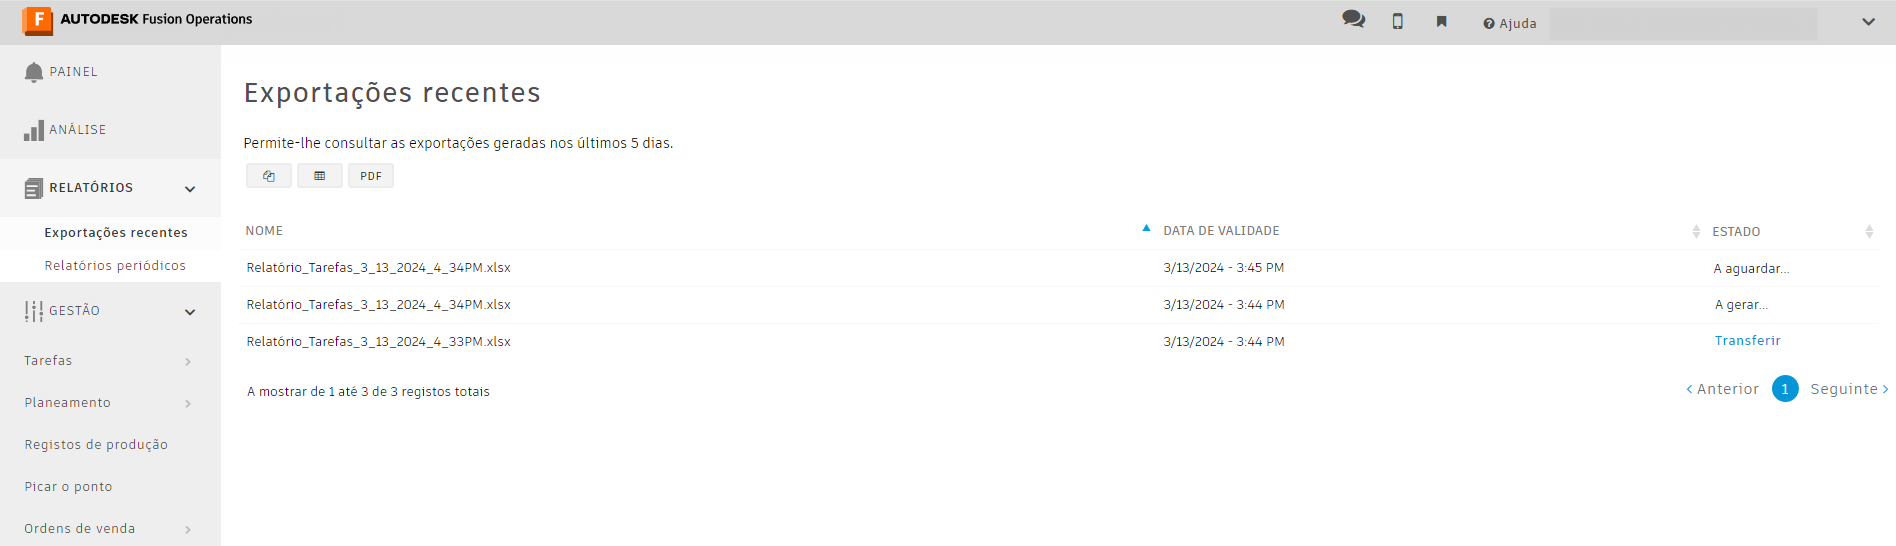 F AUTODESK Fusion Operations
Ajuda
PAINEL
ANÁLISE
RELATÓRIOS
Exportações recentes
Relatórios periódicos
GESTÃO
Tarefas
Planeamento
Registos de produção
Picar o ponto
Ordens de venda
Exportações recentes
Permite-lhe consultar as exportações geradas nos últimos 5 dias.
PDF
NOME DATA DE VALIDADE ESTADO
Relatório_Tarefas_3_13_2024_4_34PM.xlsx 3/13/2024 - 3:45 PM A aguardar...
Relatório_Tarefas_3_13_2024_4_34PM.xlsx 3/13/2024 - 3:44 PM A gerar...
Relatório_Tarefas_3_13_2024_4_33PM.xlsx 3/13/2024 - 3:44 PM Transferir
A mostrar de 1 até 3 de 3 registos totais
Anterior 1 Seguinte